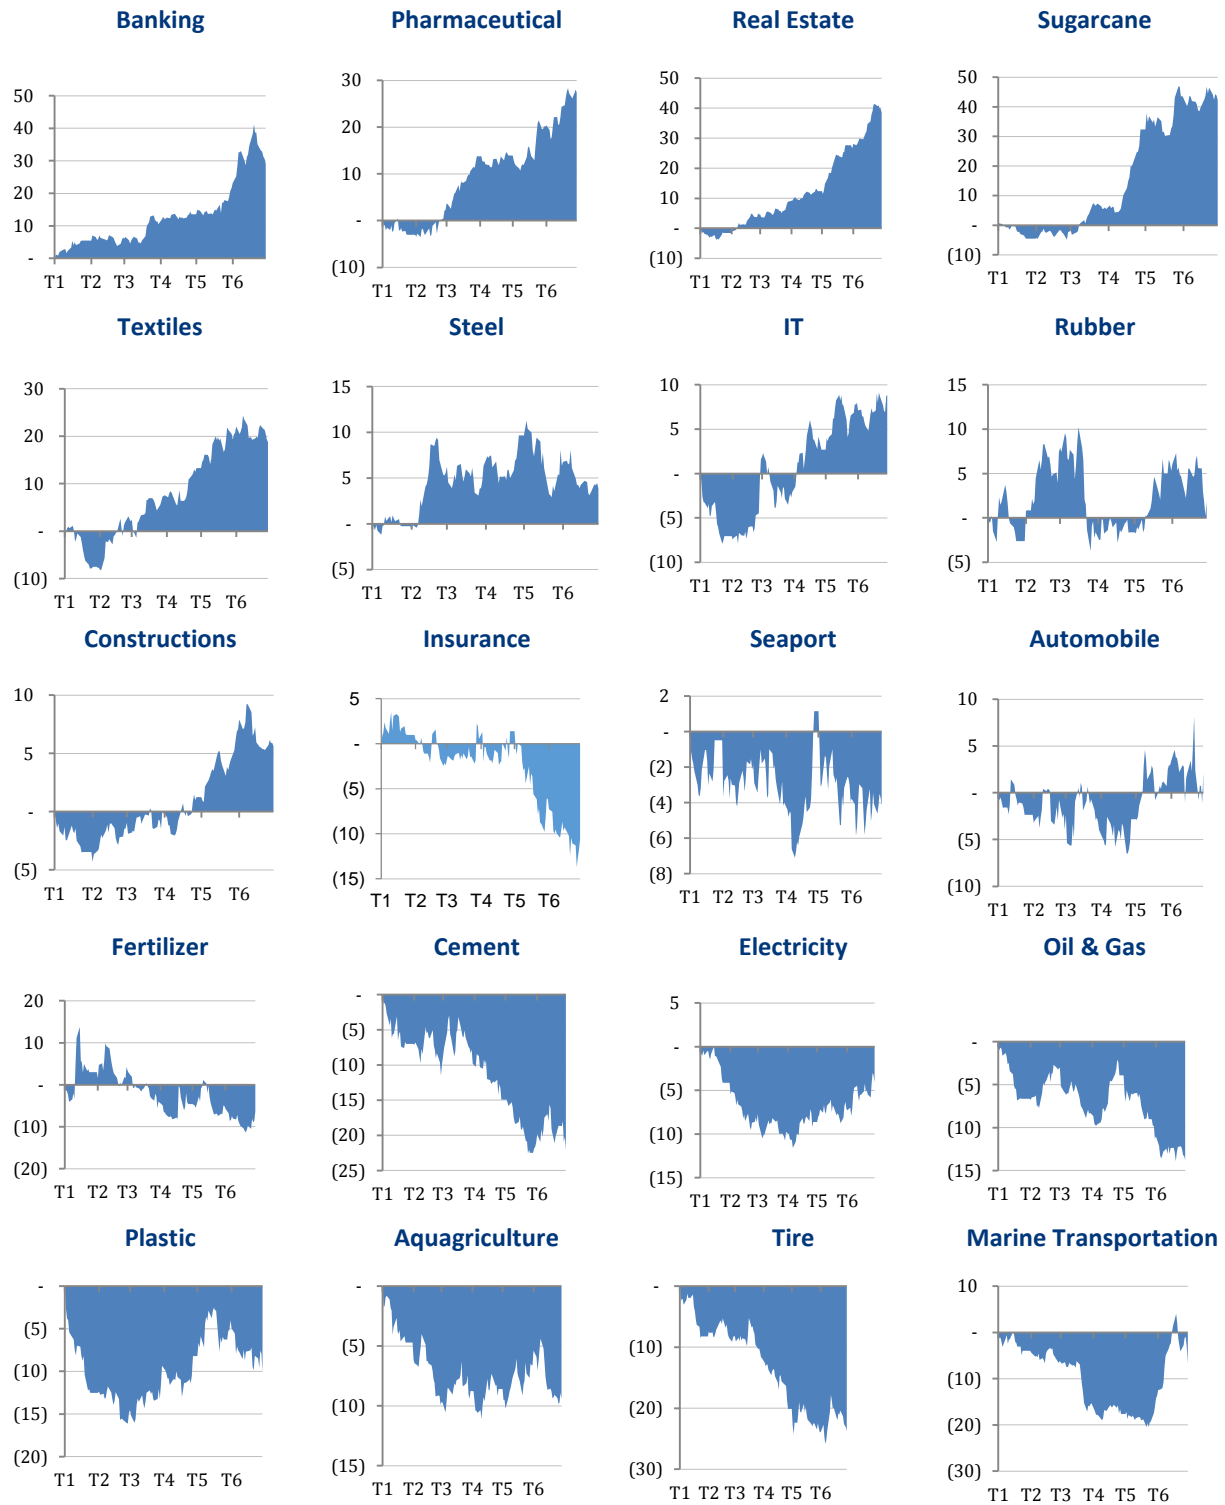 Banking
50
40
30
20
10
-
T1 T2 T3 T4 T5 T6
Pharmaceutical
30
20
10
-
(10)
T1 T2 T3 T4 T5 T6
Real Estate
50
40
30
20
10
-
(10)
T1 T2 T3 T4 T5 T6
Sugarcane
50
40
30
20
10
-
(10)
T1 T2 T3 T4 T5 T6
Textiles
30
20
10
-
(10)
T1 T2 T3 T4 T5 T6
Steel
15
10
5
-
(5)
T1 T2 T3 T4 T5 T6
IT
10
5
-
(5)
(10)
T1 T2 T3 T4 T5 T6
Rubber
15
10
5
-
(5)
T1 T2 T3 T4 T5 T6
Constructions
10
5
-
(5)
T1 T2 T3 T4 T5 T6
Insurance
5
-
(5)
(10)
(15)
T1 T2 T3 T4 T5 T6
Seaport
2
-
(2)
(4)
(6)
(8)
T1 T2 T3 T4 T5 T6
Automobile
10
5
-
(5)
(10)
T1 T2 T3 T4 T5 T6
Fertilizer
20
10
-
(10)
(20)
T1 T2 T3 T4 T5 T6
Cement
-
(5)
(10)
(15)
(20)
(25)
T1 T2 T3 T4 T5 T6
Electricity
5
-
(5)
(10)
(15)
T1 T2 T3 T4 T5 T6
Oil & Gas
-
(5)
(10)
(15)
T1 T2 T3 T4 T5 T6
Plastic
-
(5)
(10)
(15)
(20)
T1 T2 T3 T4 T5 T6
Aquagriculture
-
(5)
(10)
(15)
T1 T2 T3 T4 T5 T6
Tire
-
(10)
(20)
(30)
T1 T2 T3 T4 T5 T6
Marine Transportation
10
-
(10)
(20)
(30)
T1 T2 T3 T4 T5 T6